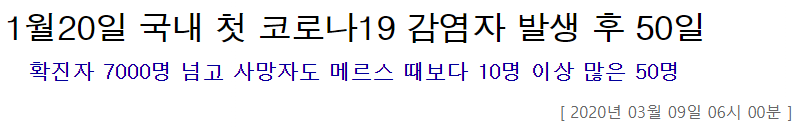 1월20일 국내 첫 코로나19 감염자 발생 후 50일
확진자 7000명 넘고 사망자도 메르스 때보다 10명 이상 많은 50명
[ 2020년 03월 09일 06시 00분 ]